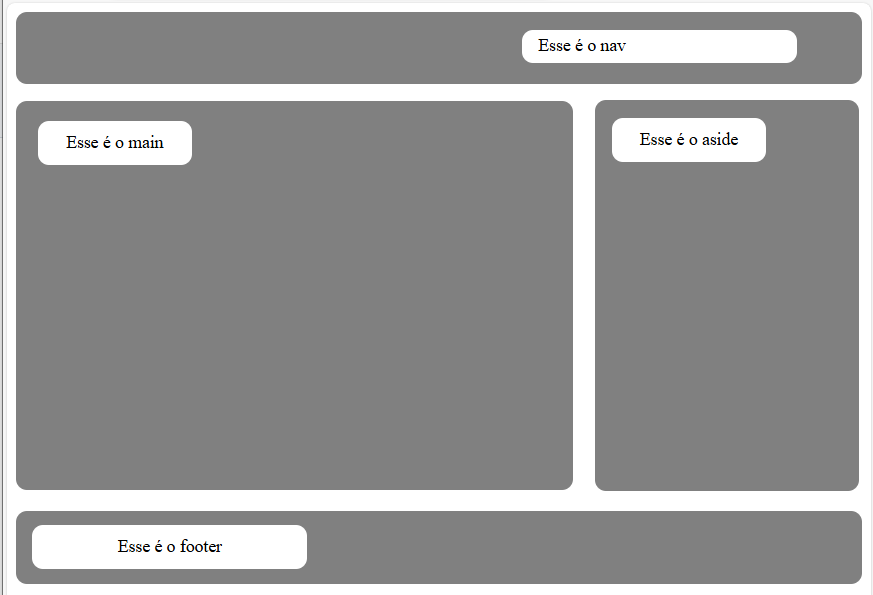 Esse é o nav
Esse é o main
Esse é o aside
Esse é o footer